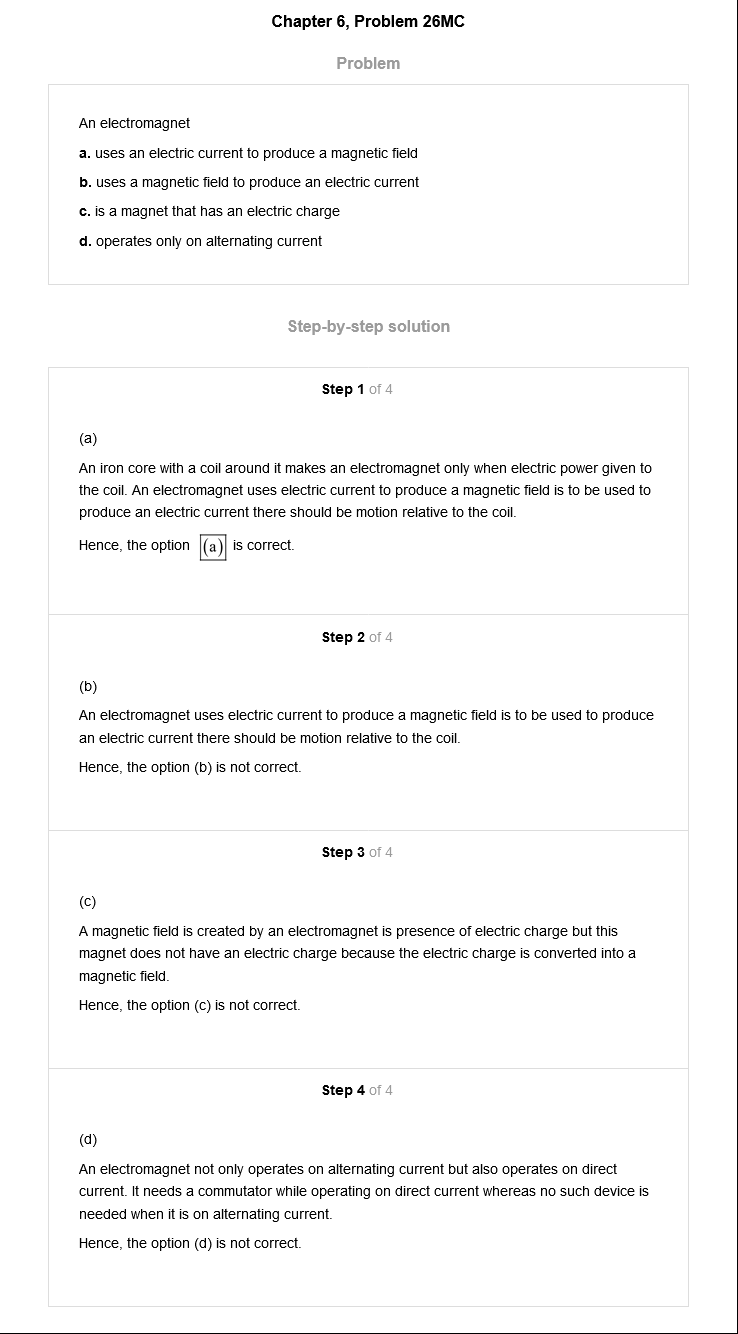 Chapter 6, Problem 26MC
Problem
An electromagnet
a. uses an electric current to produce a magnetic field
b. uses a magnetic field to produce an electric current
c. is a magnet that has an electric charge
d. operates only on alternating current
Step-by-step solution
Step 1 of 4
(a)
An iron core with a coil around it makes an electromagnet only when electric power given to
the coil. An electromagnet uses electric current to produce a magnetic field is to be used to
produce an electric current there should be motion relative to the coil.
Hence, the option (a) is correct.
Step 2 of 4
(b)
An electromagnet uses electric current to produce a magnetic field is to be used to produce
an electric current there should be motion relative to the coil.
Hence, the option (b) is not correct.
Step 3 of 4
(c)
A magnetic field is created by an electromagnet is presence of electric charge but this
magnet does not have an electric charge because the electric charge is converted into a
magnetic field.
Hence, the option (c) is not correct.
Step 4 of 4
(d)
An electromagnet not only operates on alternating current but also operates on direct
current. It needs a commutator while operating on direct current whereas no such device is
needed when it is on alternating current.
Hence, the option (d) is not correct.